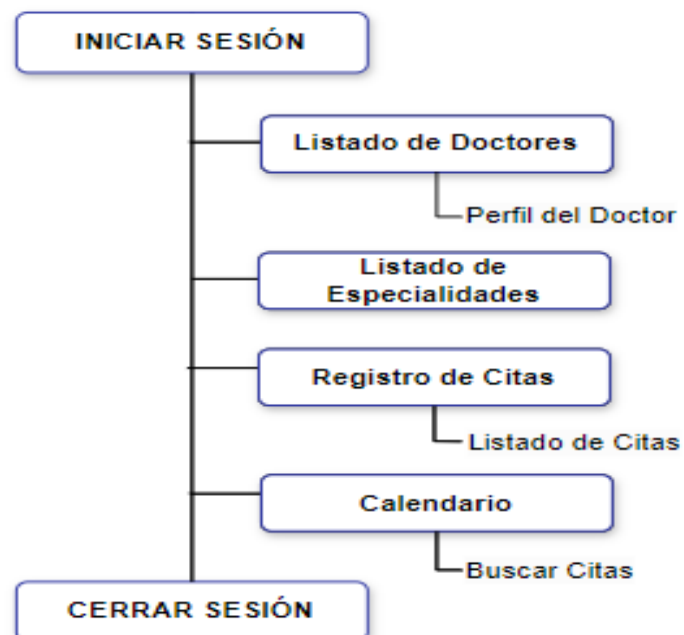 INICIAR SESIÓN
Listado de Doctores
Perfil del Doctor
Listado de
Especialidades
Registro de Citas
Listado de Citas
Calendario
Buscar Citas
CERRAR SESIÓN